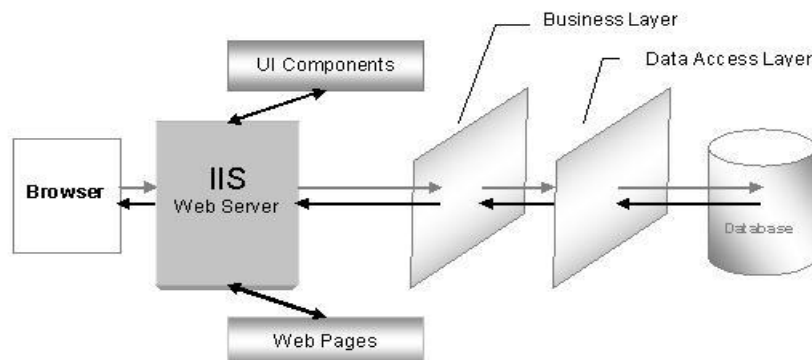 Business Layer
UI Components
Data Access Layer
Browser
IIS
Web Server
Database
Web Pages